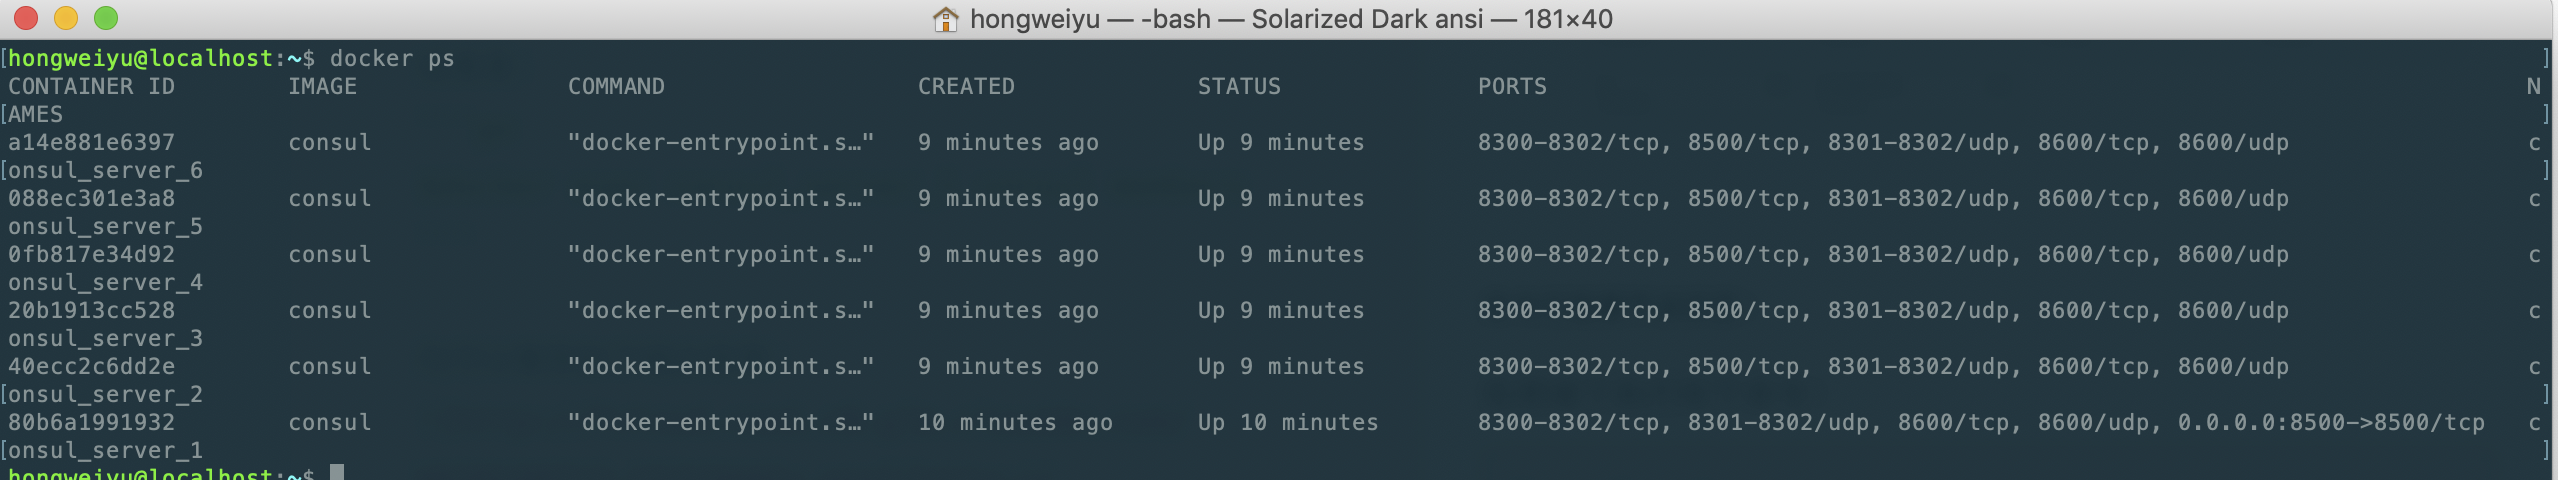 hongweiyu — -bash — Solarized Dark ansi — 181×40
[hongweiyu@localhost:~$ docker ps ]
CONTAINER ID IMAGE COMMAND CREATED STATUS PORTS N
[AMES ]
a14e881e6397 consul "docker-entrypoint.s…" 9 minutes ago Up 9 minutes 8300-8302/tcp, 8500/tcp, 8301-8302/udp, 8600/tcp, 8600/udp c
[onsul_server_6 ]
088ec301e3a8 consul "docker-entrypoint.s…" 9 minutes ago Up 9 minutes 8300-8302/tcp, 8500/tcp, 8301-8302/udp, 8600/tcp, 8600/udp c
onsul_server_5
0fb817e34d92 consul "docker-entrypoint.s…" 9 minutes ago Up 9 minutes 8300-8302/tcp, 8500/tcp, 8301-8302/udp, 8600/tcp, 8600/udp c
onsul_server_4
20b1913cc528 consul "docker-entrypoint.s…" 9 minutes ago Up 9 minutes 8300-8302/tcp, 8500/tcp, 8301-8302/udp, 8600/tcp, 8600/udp c
onsul_server_3
40ecc2c6dd2e consul "docker-entrypoint.s…" 9 minutes ago Up 9 minutes 8300-8302/tcp, 8500/tcp, 8301-8302/udp, 8600/tcp, 8600/udp c
[onsul_server_2 ]
80b6a1991932 consul "docker-entrypoint.s…" 10 minutes ago Up 10 minutes 8300-8302/tcp, 8301-8302/udp, 8600/tcp, 8600/udp, 0.0.0.0:8500->8500/tcp c
[onsul_server_1 ]
hongweiyu@localhost:~$